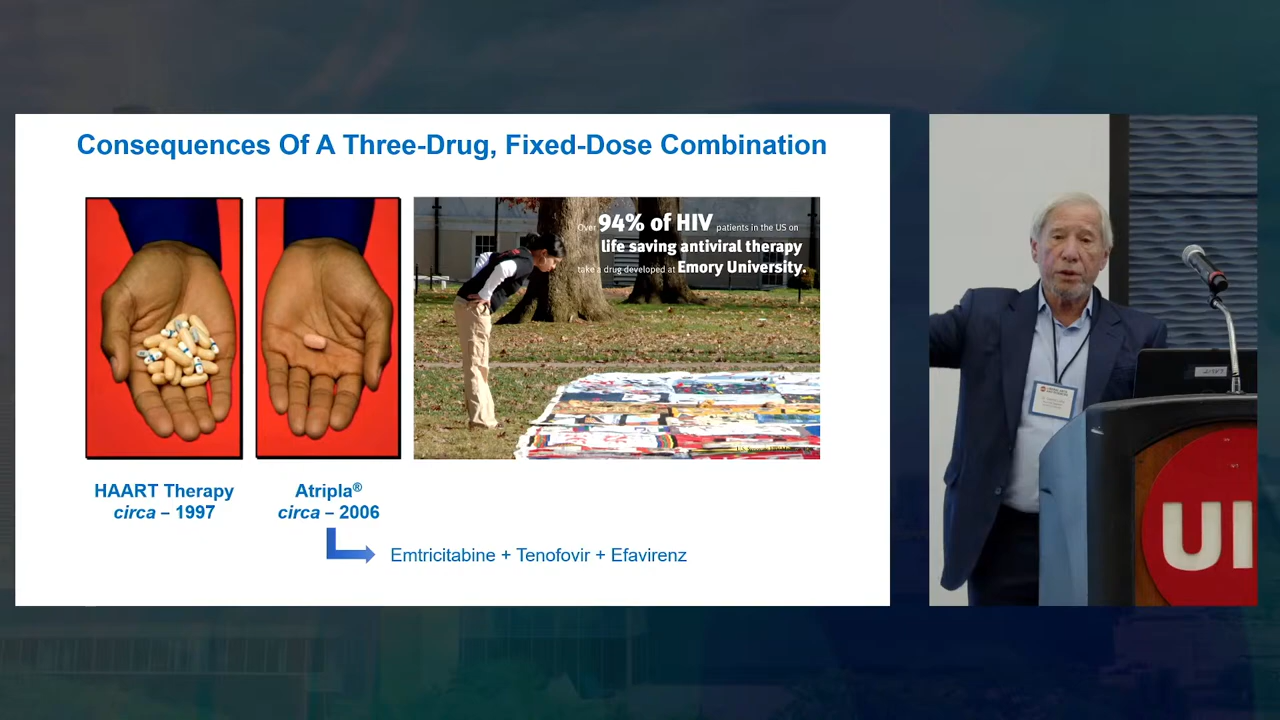 Consequences Of A Three-Drug, Fixed-Dose Combination
Over 94% of HIV patients in the US on
life saving antiviral therapy
take a drug developed at Emory University.
HAART Therapy
circa – 1997
Atripla®
circa – 2006
Emtricitabine + Tenofovir + Efavirenz
UI